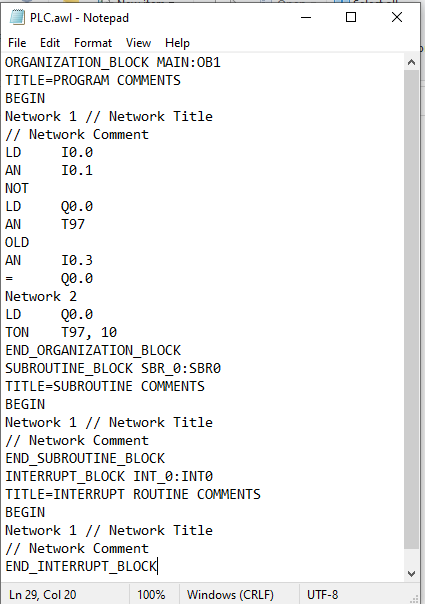 PLC.awl - Notepad
File Edit Format View Help
ORGANIZATION_BLOCK MAIN:OB1
TITLE=PROGRAM COMMENTS
BEGIN
Network 1 // Network Title
// Network Comment
LD I0.0
AN I0.1
NOT
LD Q0.0
AN T97
OLD
AN I0.3
= Q0.0
Network 2
LD Q0.0
TON T97, 10
END_ORGANIZATION_BLOCK
SUBROUTINE_BLOCK SBR_0:SBR0
TITLE=SUBROUTINE COMMENTS
BEGIN
Network 1 // Network Title
// Network Comment
END_SUBROUTINE_BLOCK
INTERRUPT_BLOCK INT_0:INT0
TITLE=INTERRUPT ROUTINE COMMENTS
BEGIN
Network 1 // Network Title
// Network Comment
END_INTERRUPT_BLOCK
Ln 29, Col 20 100% Windows (CRLF) UTF-8